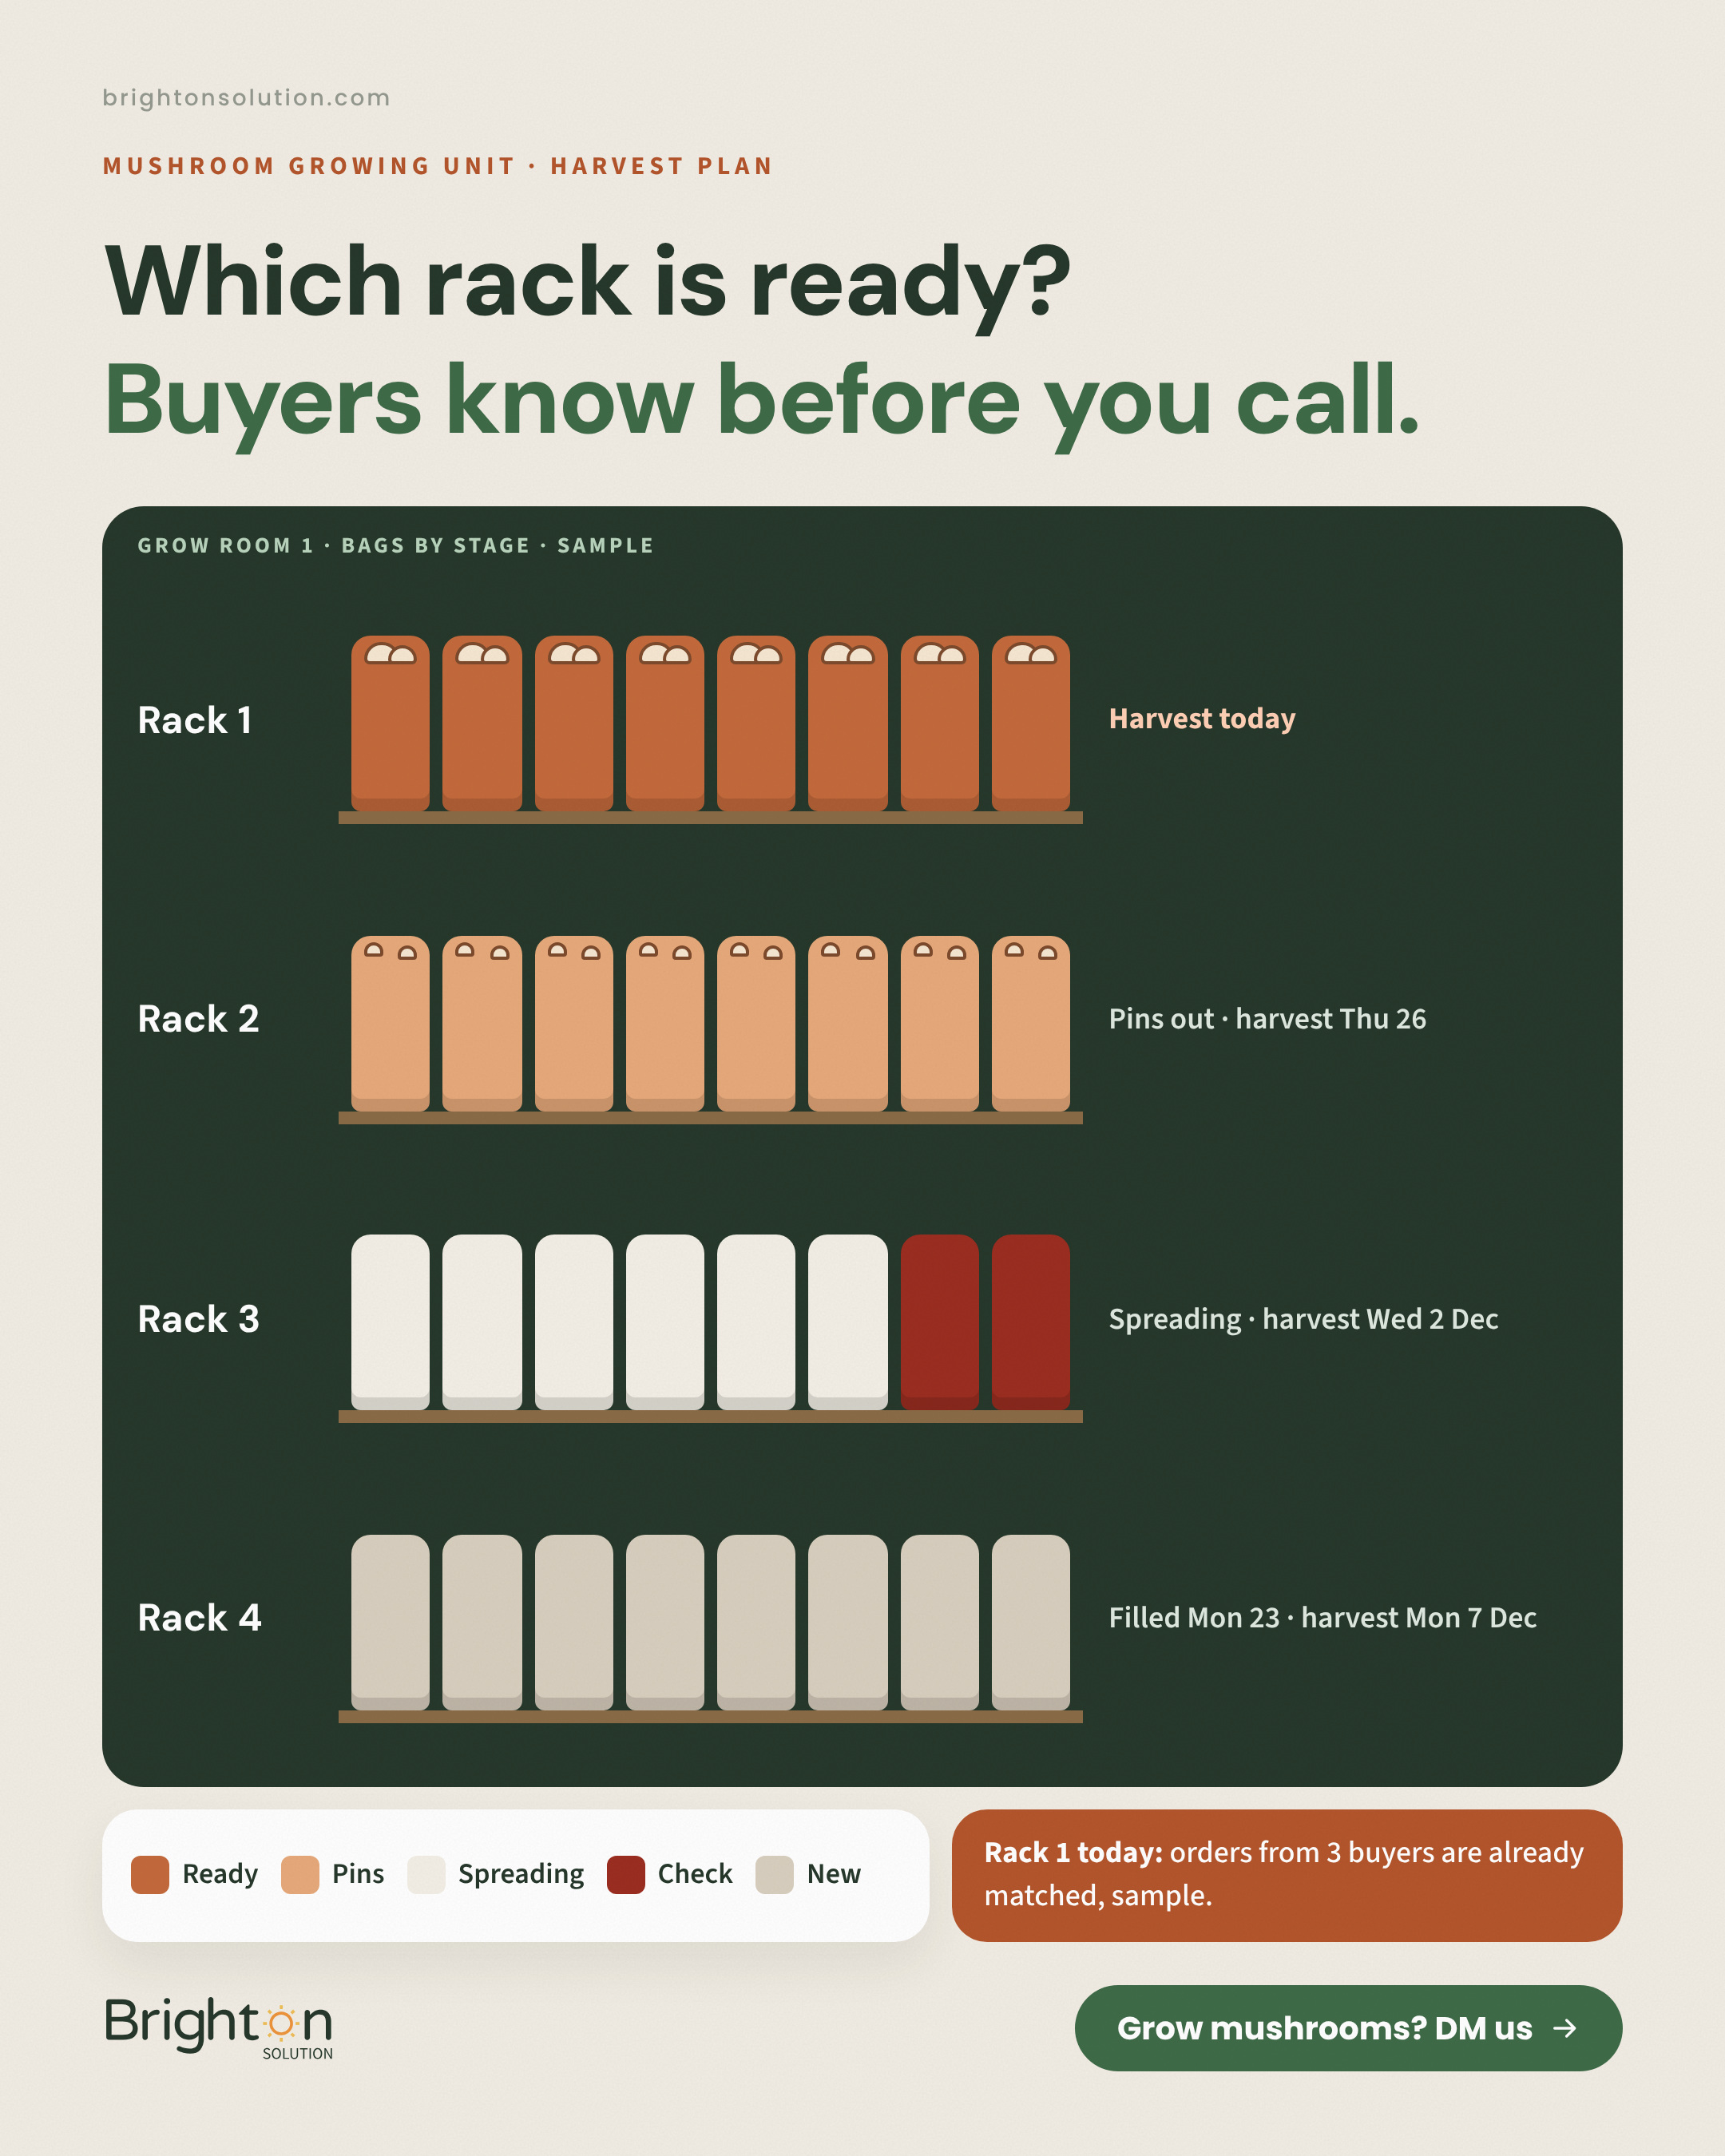 brightonsolution.com
MUSHROOM GROWING UNIT · HARVEST PLAN
Which rack is ready?
Buyers know before you call.
GROW ROOM 1 · BAGS BY STAGE · SAMPLE
Rack 1
Harvest today
Rack 2
Pins out · harvest Thu 26
Rack 3
Spreading · harvest Wed 2 Dec
Rack 4
Filled Mon 23 · harvest Mon 7 Dec
Ready Pins Spreading Check New
Rack 1 today: orders from 3 buyers are already
matched, sample.
Brighton
SOLUTION
Grow mushrooms? DM us →